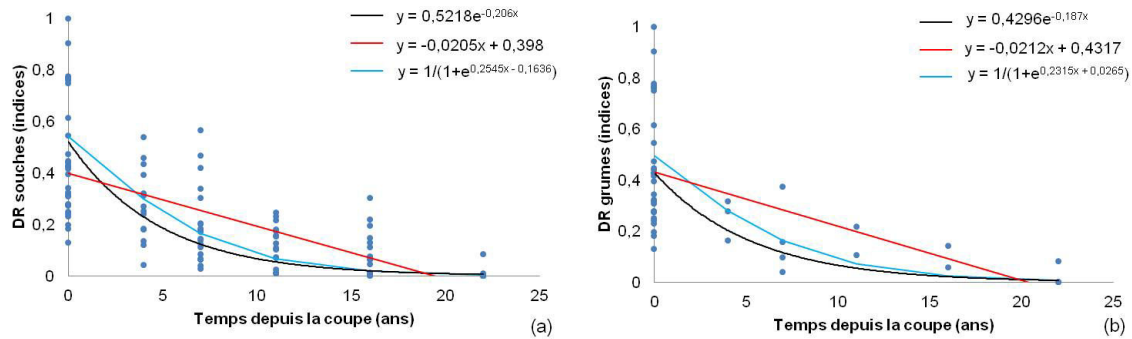 y = 0,5218e-0,206x
y = -0,0205x + 0,398
y = 1/(1+e0,2545x – 0,1636)
DR souches (indices)
1
0,8
0,6
0,4
0,2
0
0 5 10 15 20 25
Temps depuis la coupe (ans)
(a)
y = 0,4296e-0,187x
y = -0,0212x + 0,4317
y = 1/(1+e0,2315x + 0,0265)
DR grumes (indices)
1
0,8
0,6
0,4
0,2
0
0 5 10 15 20 25
Temps depuis la coupe (ans)
(b)